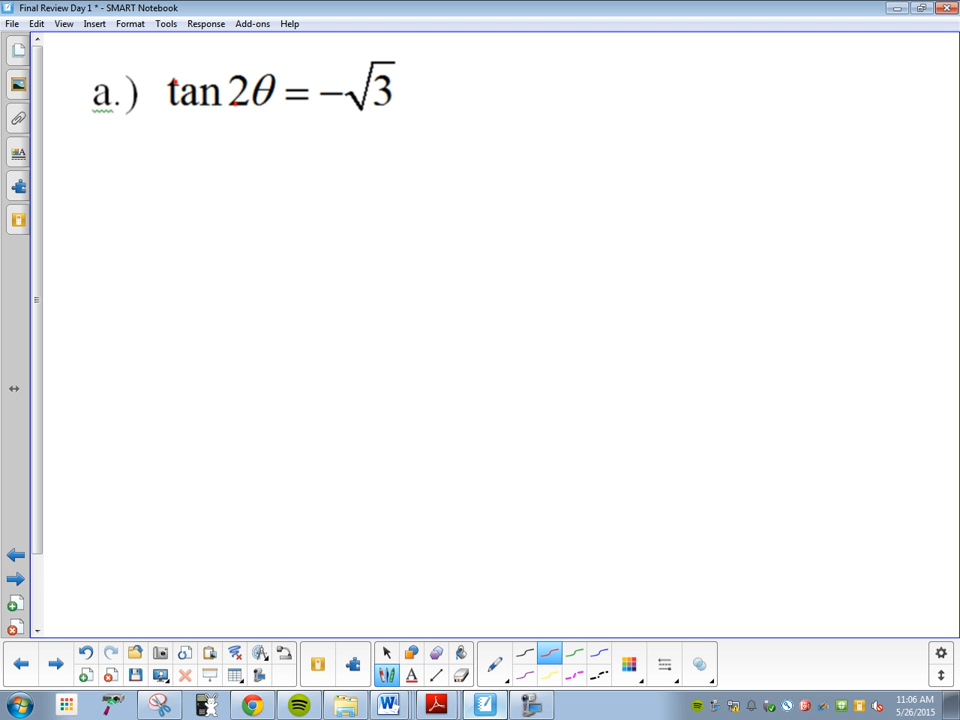 Final Review Day 1 * - SMART Notebook
File Edit View Insert Format Tools Response Add-ons Help
a.) tan 2θ = −√3
11:06 AM
5/26/2015